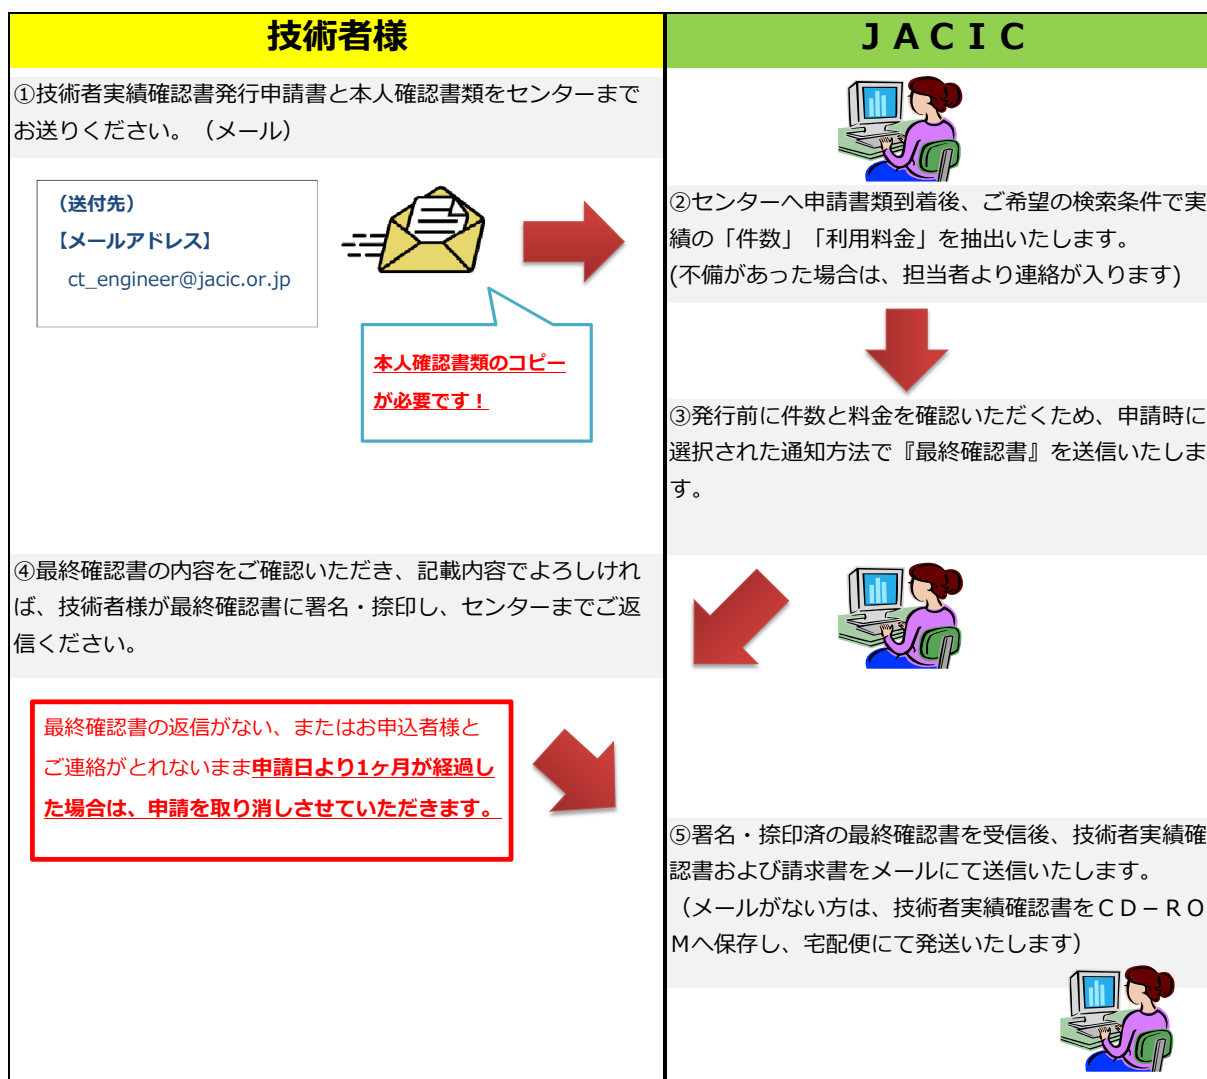 技術者様
ＪＡＣＩＣ
①技術者実績確認書発行申請書と本人確認書類をセンターまで
お送りください。（メール）
（送付先）
【メールアドレス】
ct_engineer@jacic.or.jp
本人確認書類のコピー
が必要です！
②センターへ申請書類到着後、ご希望の検索条件で実
績の「件数」「利用料金」を抽出いたします。
(不備があった場合は、担当者より連絡が入ります)
③発行前に件数と料金を確認いただくため、申請時に
選択された通知方法で『最終確認書』を送信いたしま
す。
④最終確認書の内容をご確認いただき、記載内容でよろしけれ
ば、技術者様が最終確認書に署名・捺印し、センターまでご返
信ください。
最終確認書の返信がない、またはお申込者様と
ご連絡がとれないまま申請日より1ヶ月が経過し
た場合は、申請を取り消しさせていただきます。
⑤署名・捺印済の最終確認書を受信後、技術者実績確
認書および請求書をメールにて送信いたします。
（メールがない方は、技術者実績確認書をＣＤ－ＲＯ
Ｍへ保存し、宅配便にて発送いたします）